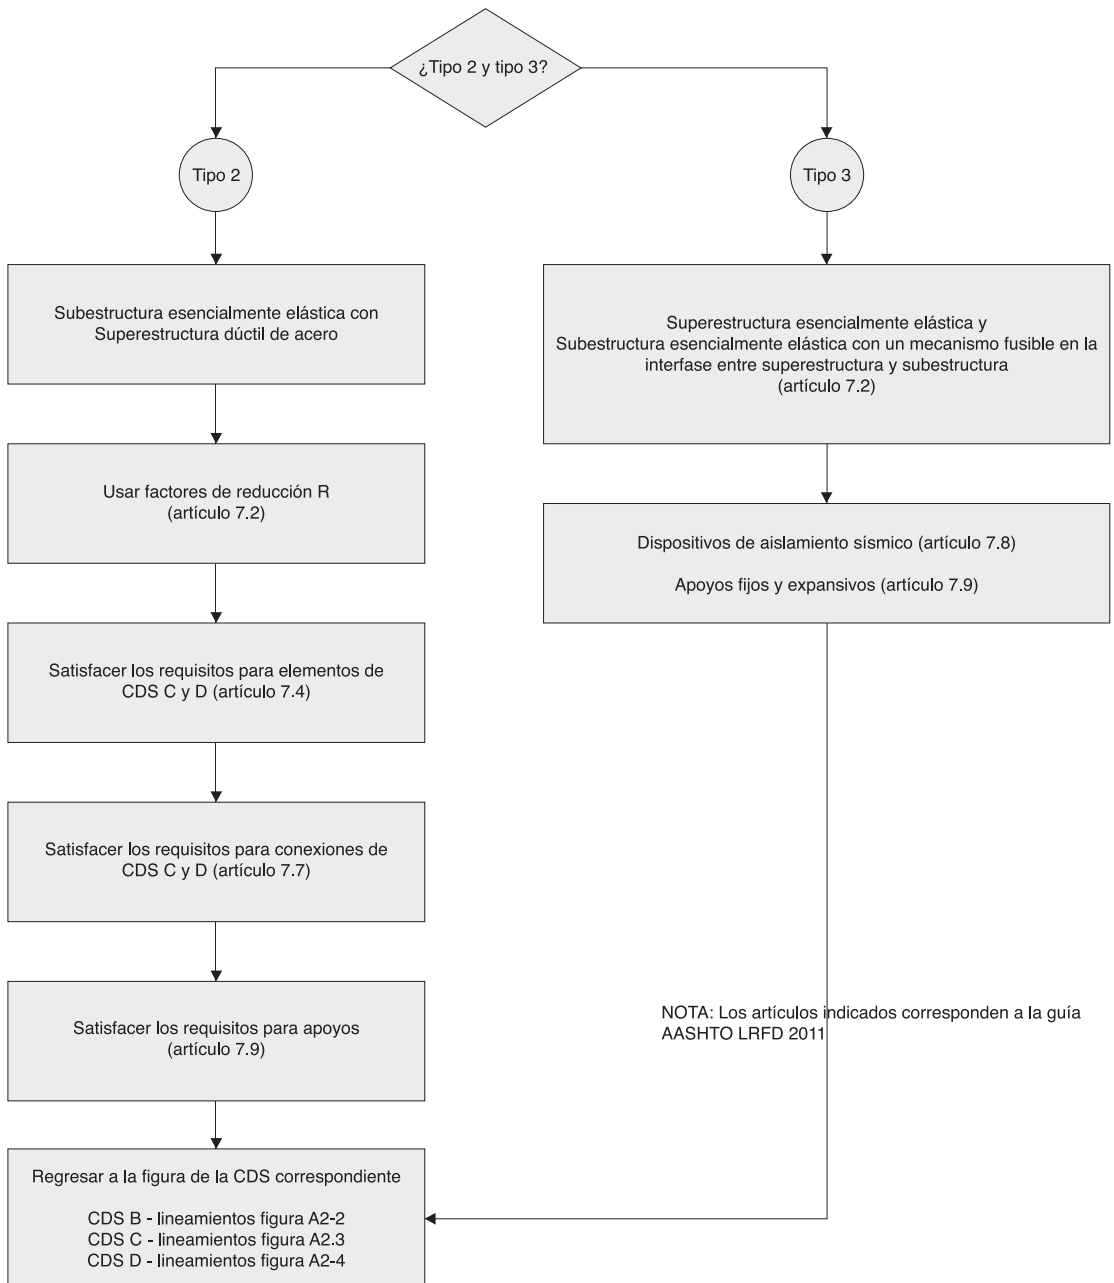 ¿Tipo 2 y tipo 3?
Tipo 2
Tipo 3
Subestructura esencialmente elástica con
Superestructura dúctil de acero
Superestructura esencialmente elástica y
Subestructura esencialmente elástica con un mecanismo fusible en la
interfase entre superestructura y subestructura
(artículo 7.2)
Usar factores de reducción R
(artículo 7.2)
Dispositivos de aislamiento sísmico (artículo 7.8)
Apoyos fijos y expansivos (artículo 7.9)
Satisfacer los requisitos para elementos de
CDS C y D (artículo 7.4)
Satisfacer los requisitos para conexiones de
CDS C y D (artículo 7.7)
Satisfacer los requisitos para apoyos
(artículo 7.9)
NOTA: Los artículos indicados corresponden a la guía
AASHTO LRFD 2011
Regresar a la figura de la CDS correspondiente
CDS B - lineamientos figura A2-2
CDS C - lineamientos figura A2.3
CDS D - lineamientos figura A2-4